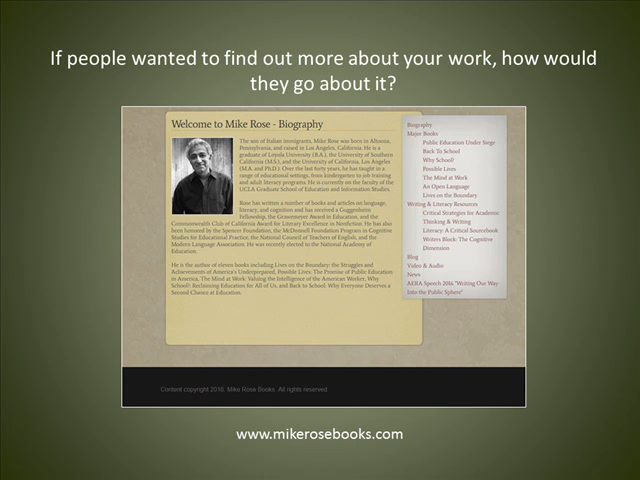 If people wanted to find out more about your work, how would
they go about it?
Welcome to Mike Rose - Biography
The son of Italian immigrants, Mike Rose was born in Altoona,
Pennsylvania, and raised in Los Angeles, California. He is a
graduate of Loyola University (B.A.), the University of Southern
California (M.S.), and the University of California, Los Angeles
(M.A. and Ph.D.). Over the last forty years, he has taught in a
range of educational settings, from kindergarten to job training
and adult literacy programs. He is currently on the faculty of the
UCLA Graduate School of Education and Information Studies.
Rose has written a number of books and articles on language,
literacy, and cognition and has received a Guggenheim
Fellowship, the Grawemeyer Award in Education, and the
Commonwealth Club of California Award for Literary Excellence in Nonfiction. He has also
been honored by the Spencer Foundation, the McDonnell Foundation Program in Cognitive
Studies for Educational Practice, the National Council of Teachers of English, and the
Modern Language Association. He was recently elected to the National Academy of
Education.
He is the author of eleven books including Lives on the Boundary: the Struggles and
Achievements of America's Underprepared, Possible Lives: The Promise of Public Education
in America, The Mind at Work: Valuing the Intelligence of the American Worker, Why
School?: Reclaiming Education for All of Us, and Back to School: Why Everyone Deserves a
Second Chance at Education.
Biography
Major Books
Public Education Under Siege
Back To School
Why School?
Possible Lives
The Mind at Work
An Open Language
Lives on the Boundary
Writing & Literacy Resources
Critical Strategies for Academic
Thinking & Writing
Literacy: A Critical Sourcebook
Writers Block: The Cognitive
Dimension
Blog
Video & Audio
News
AERA Speech 2014 "Writing Our Way
Into the Public Sphere"
Content copyright 2016. Mike Rose Books. All rights reserved.
www.mikerosebooks.com